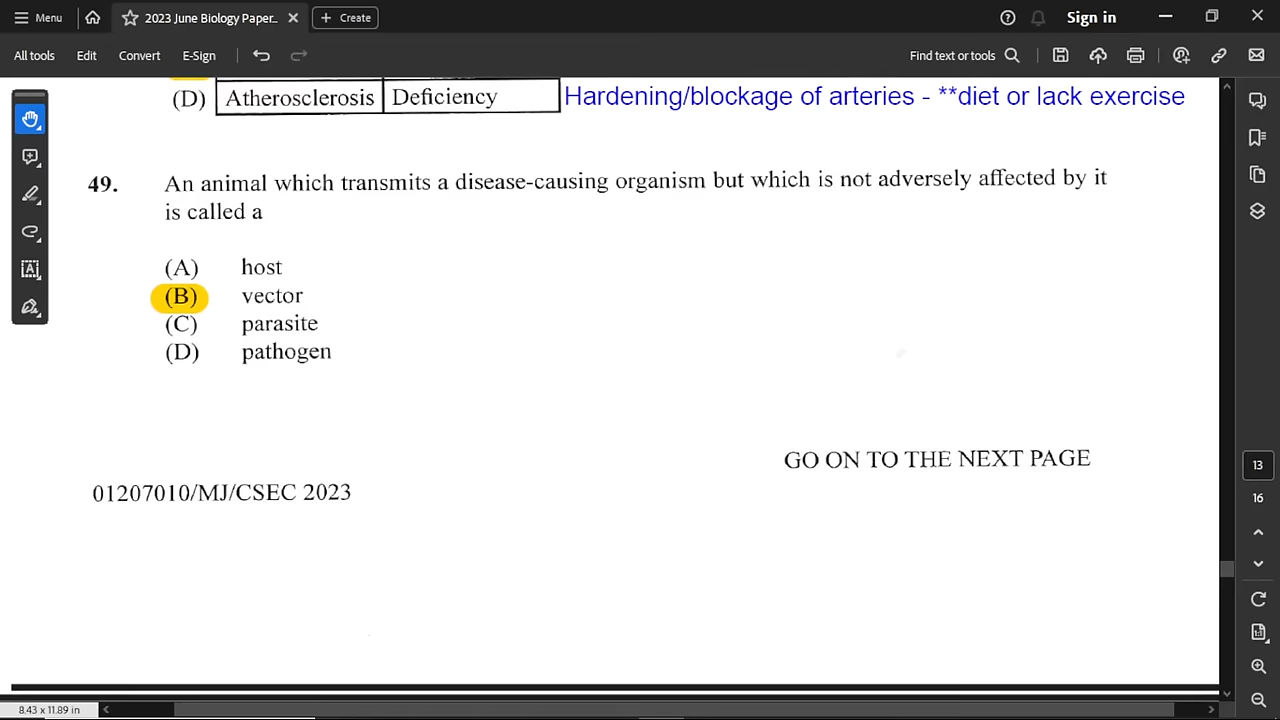 Menu
2023 June Biology Paper...
Create
Sign in
All tools
Edit
Convert
E-Sign
Find text or tools
(D) Atherosclerosis Deficiency Hardening/blockage of arteries - **diet or lack exercise
49. An animal which transmits a disease-causing organism but which is not adversely affected by it
is called a
(A) host
(B) vector
(C) parasite
(D) pathogen
GO ON TO THE NEXT PAGE
01207010/MJ/CSEC 2023
13
16
8.43 x 11.89 in